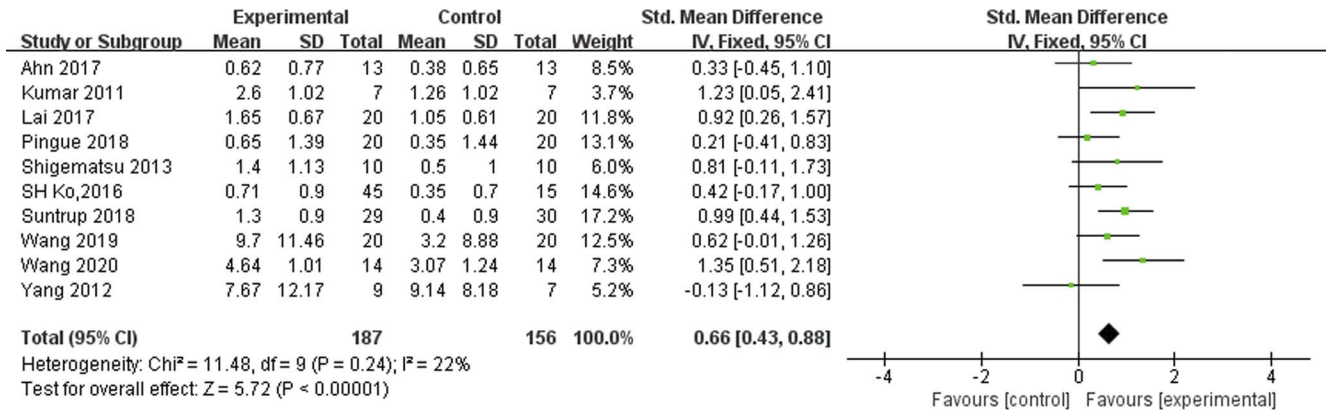 Experimental Control Std. Mean Difference Std. Mean Difference
Study or Subgroup Mean SD Total Mean SD Total Weight IV, Fixed, 95% CI IV, Fixed, 95% CI
Ahn 2017 0.62 0.77 13 0.38 0.65 13 8.5% 0.33 [-0.45, 1.10]
Kumar 2011 2.6 1.02 7 1.26 1.02 7 3.7% 1.23 [0.05, 2.41]
Lai 2017 1.65 0.67 20 1.05 0.61 20 11.8% 0.92 [0.26, 1.57]
Pingue 2018 0.65 1.39 20 0.35 1.44 20 13.1% 0.21 [-0.41, 0.83]
Shigematsu 2013 1.4 1.13 10 0.5 1 10 6.0% 0.81 [-0.11, 1.73]
SH Ko,2016 0.71 0.9 45 0.35 0.7 15 14.6% 0.42 [-0.17, 1.00]
Suntrup 2018 1.3 0.9 29 0.4 0.9 30 17.2% 0.99 [0.44, 1.53]
Wang 2019 9.7 11.46 20 3.2 8.88 20 12.5% 0.62 [-0.01, 1.26]
Wang 2020 4.64 1.01 14 3.07 1.24 14 7.3% 1.35 [0.51, 2.18]
Yang 2012 7.67 12.17 9 9.14 8.18 7 5.2% -0.13 [-1.12, 0.86]
Total (95% CI) 187 156 100.0% 0.66 [0.43, 0.88]
Heterogeneity: Chi² = 11.48, df = 9 (P = 0.24); I² = 22%
Test for overall effect: Z = 5.72 (P < 0.00001)
-4 -2 0 2 4
Favours [control] Favours [experimental]